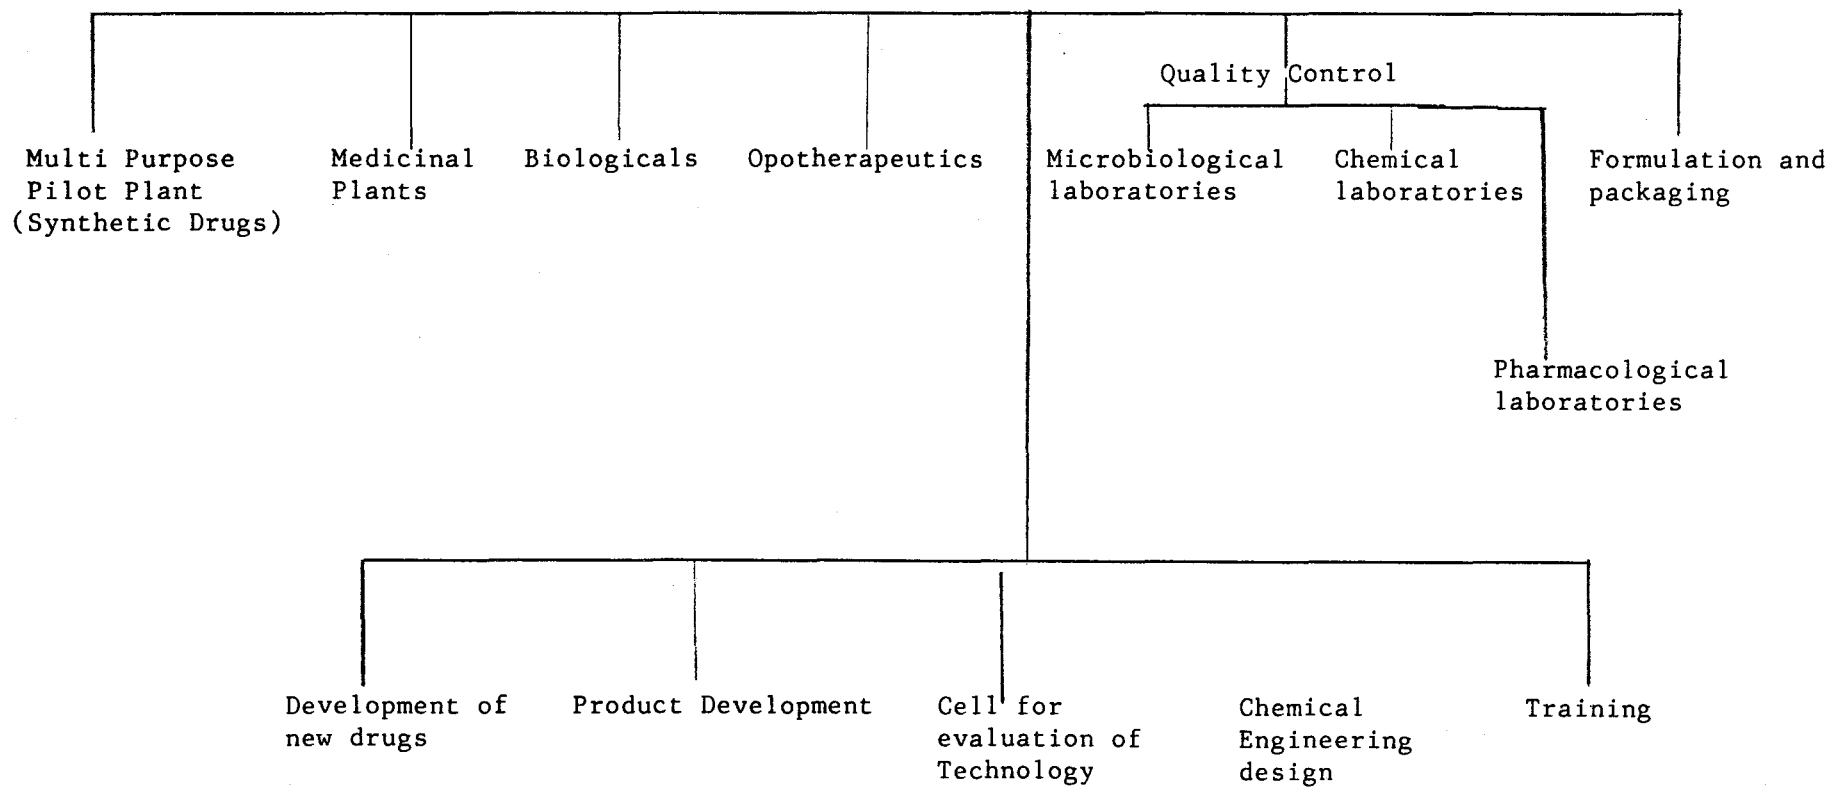 Quality Control
Multi Purpose
Pilot Plant
(Synthetic Drugs)
Medicinal
Plants
Biologicals
Opotherapeutics
Microbiological
laboratories
Chemical
laboratories
Formulation and
packaging
Pharmacological
laboratories
Development of
new drugs
Product Development
Cell for
evaluation of
Technology
Chemical
Engineering
design
Training